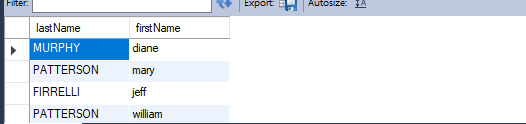 Filter: Export: Autosize:
lastName firstName
MURPHY diane
PATTERSON mary
FIRRELLI jeff
PATTERSON william